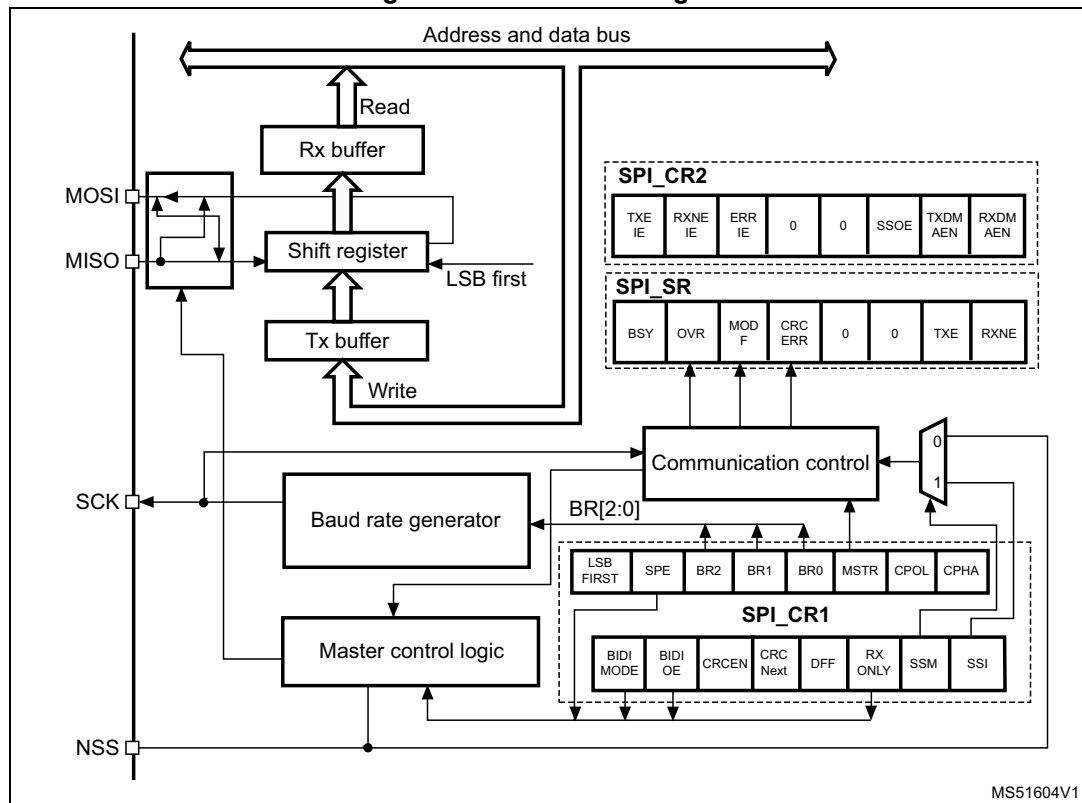 Address and data bus
Read
Rx buffer
MOSI
MISO
Shift register
LSB first
Tx buffer
Write
SPI_CR2
TXE
IE
RXNE
IE
ERR
IE
0
0
SSOE
TXDM
AEN
RXDM
AEN
SPI_SR
BSY
OVR
MOD
F
CRC
ERR
0
0
TXE
RXNE
Communication control
0
1
SCK
Baud rate generator
BR[2:0]
LSB
FIRST
SPE
BR2
BR1
BR0
MSTR
CPOL
CPHA
SPI_CR1
Master control logic
BIDI
MODE
BIDI
OE
CRCEN
CRC
Next
DFF
RX
ONLY
SSM
SSI
NSS
MS51604V1